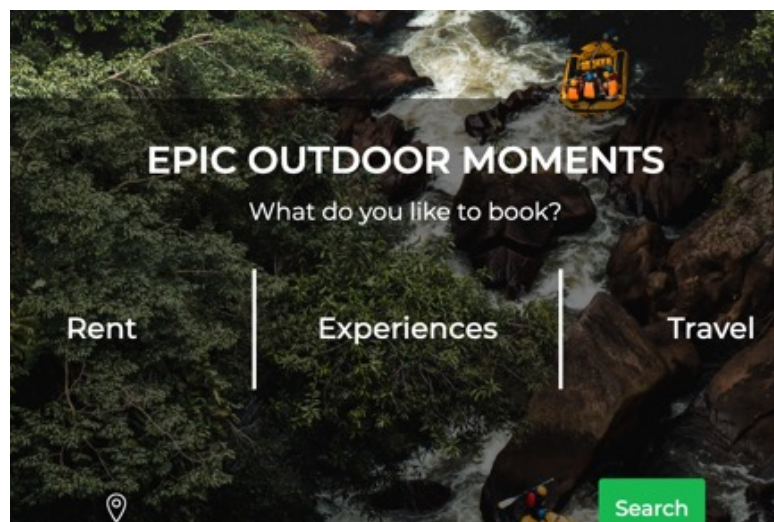 EPIC OUTDOOR MOMENTS
What do you like to book?
Rent
Experiences
Travel
Search